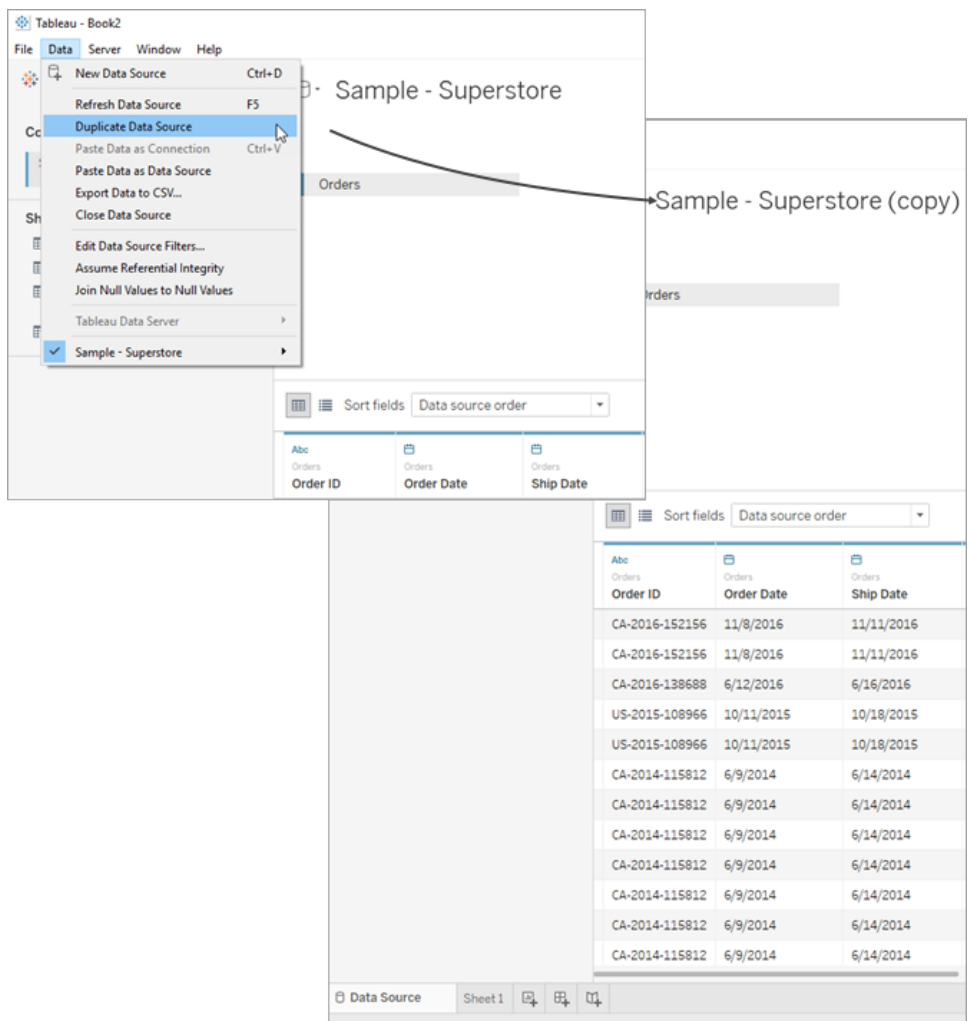 Tableau - Book2
File Data Server Window Help
New Data Source Ctrl+D
Refresh Data Source F5
Duplicate Data Source
Paste Data as Connection Ctrl+V
Paste Data as Data Source
Export Data to CSV...
Close Data Source
Edit Data Source Filters...
Assume Referential Integrity
Join Null Values to Null Values
Tableau Data Server
Sample - Superstore
Co
Sh
Sample - Superstore
Orders
Sort fields Data source order
Abc
Orders Orders Orders
Order ID Order Date Ship Date
Sample - Superstore (copy)
Orders
Sort fields Data source order
Abc
Orders Orders Orders
Order ID Order Date Ship Date
CA-2016-152156 11/8/2016 11/11/2016
CA-2016-152156 11/8/2016 11/11/2016
CA-2016-138688 6/12/2016 6/16/2016
US-2015-108966 10/11/2015 10/18/2015
US-2015-108966 10/11/2015 10/18/2015
CA-2014-115812 6/9/2014 6/14/2014
CA-2014-115812 6/9/2014 6/14/2014
CA-2014-115812 6/9/2014 6/14/2014
CA-2014-115812 6/9/2014 6/14/2014
CA-2014-115812 6/9/2014 6/14/2014
CA-2014-115812 6/9/2014 6/14/2014
CA-2014-115812 6/9/2014 6/14/2014
Data Source Sheet 1